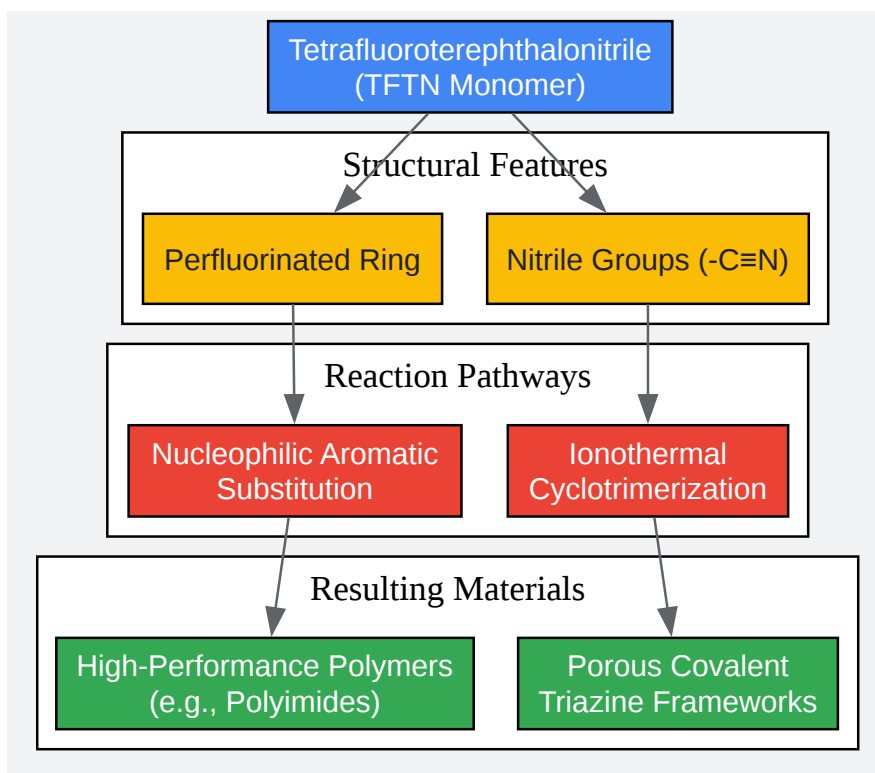 Tetrafluoroterephthalonitrile
(TFTN Monomer)
Structural Features
Perfluorinated Ring
Nitrile Groups (-C≡N)
Reaction Pathways
Nucleophilic Aromatic
Substitution
Ionothermal
Cyclotrimerization
Resulting Materials
High-Performance Polymers
(e.g., Polyimides)
Porous Covalent
Triazine Frameworks